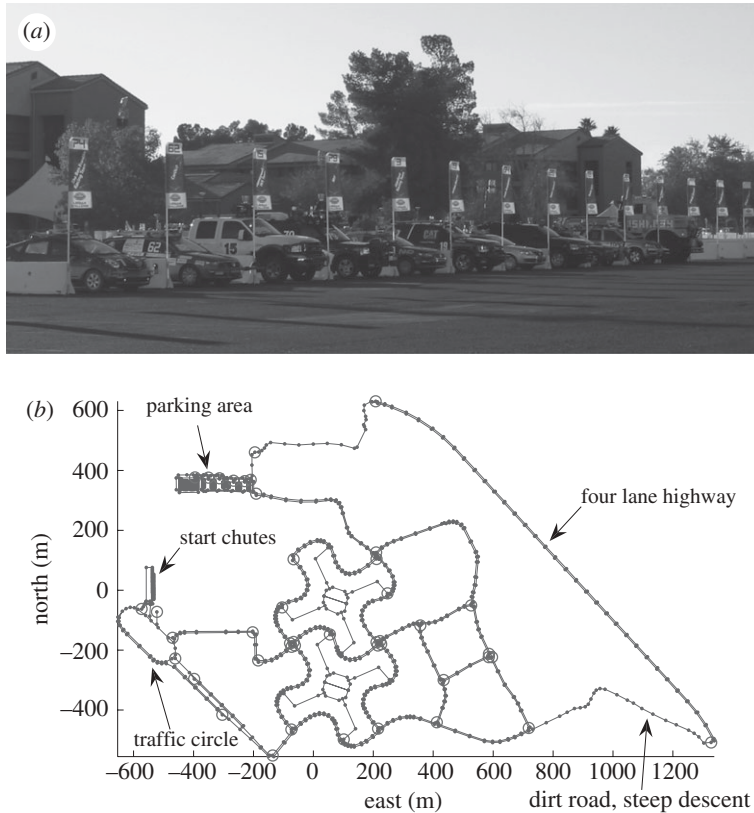 (a)
62
15
CAT
(b)
parking area
four lane highway
start chutes
traffic circle
dirt road, steep descent
north (m)
600
400
200
0
–200
–400
–600 –400 –200 0 200 400 600 800 1000 1200
east (m)